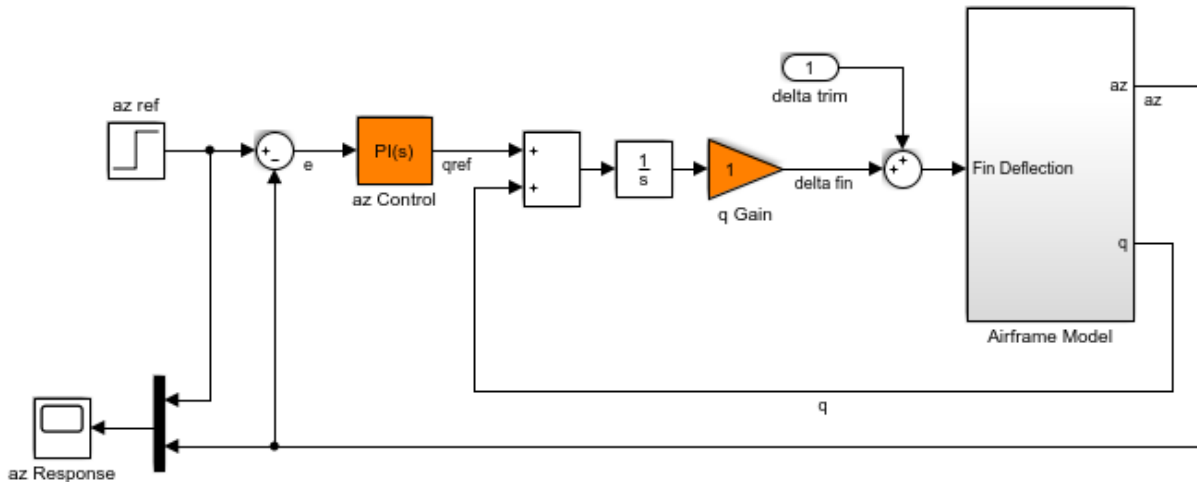 az ref
+
−
e
PI(s)
az Control
qref
+
+
1
s
1
q Gain
delta fin
1
delta trim
+
+
Fin Deflection
az
az
q
Airframe Model
q
az Response